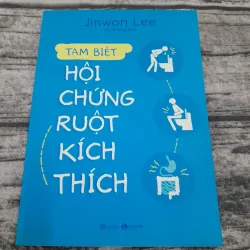 Jinwon Lee
TẠM BIỆT
HỘI
CHỨNG
RUỘT
KÍCH
THÍCH